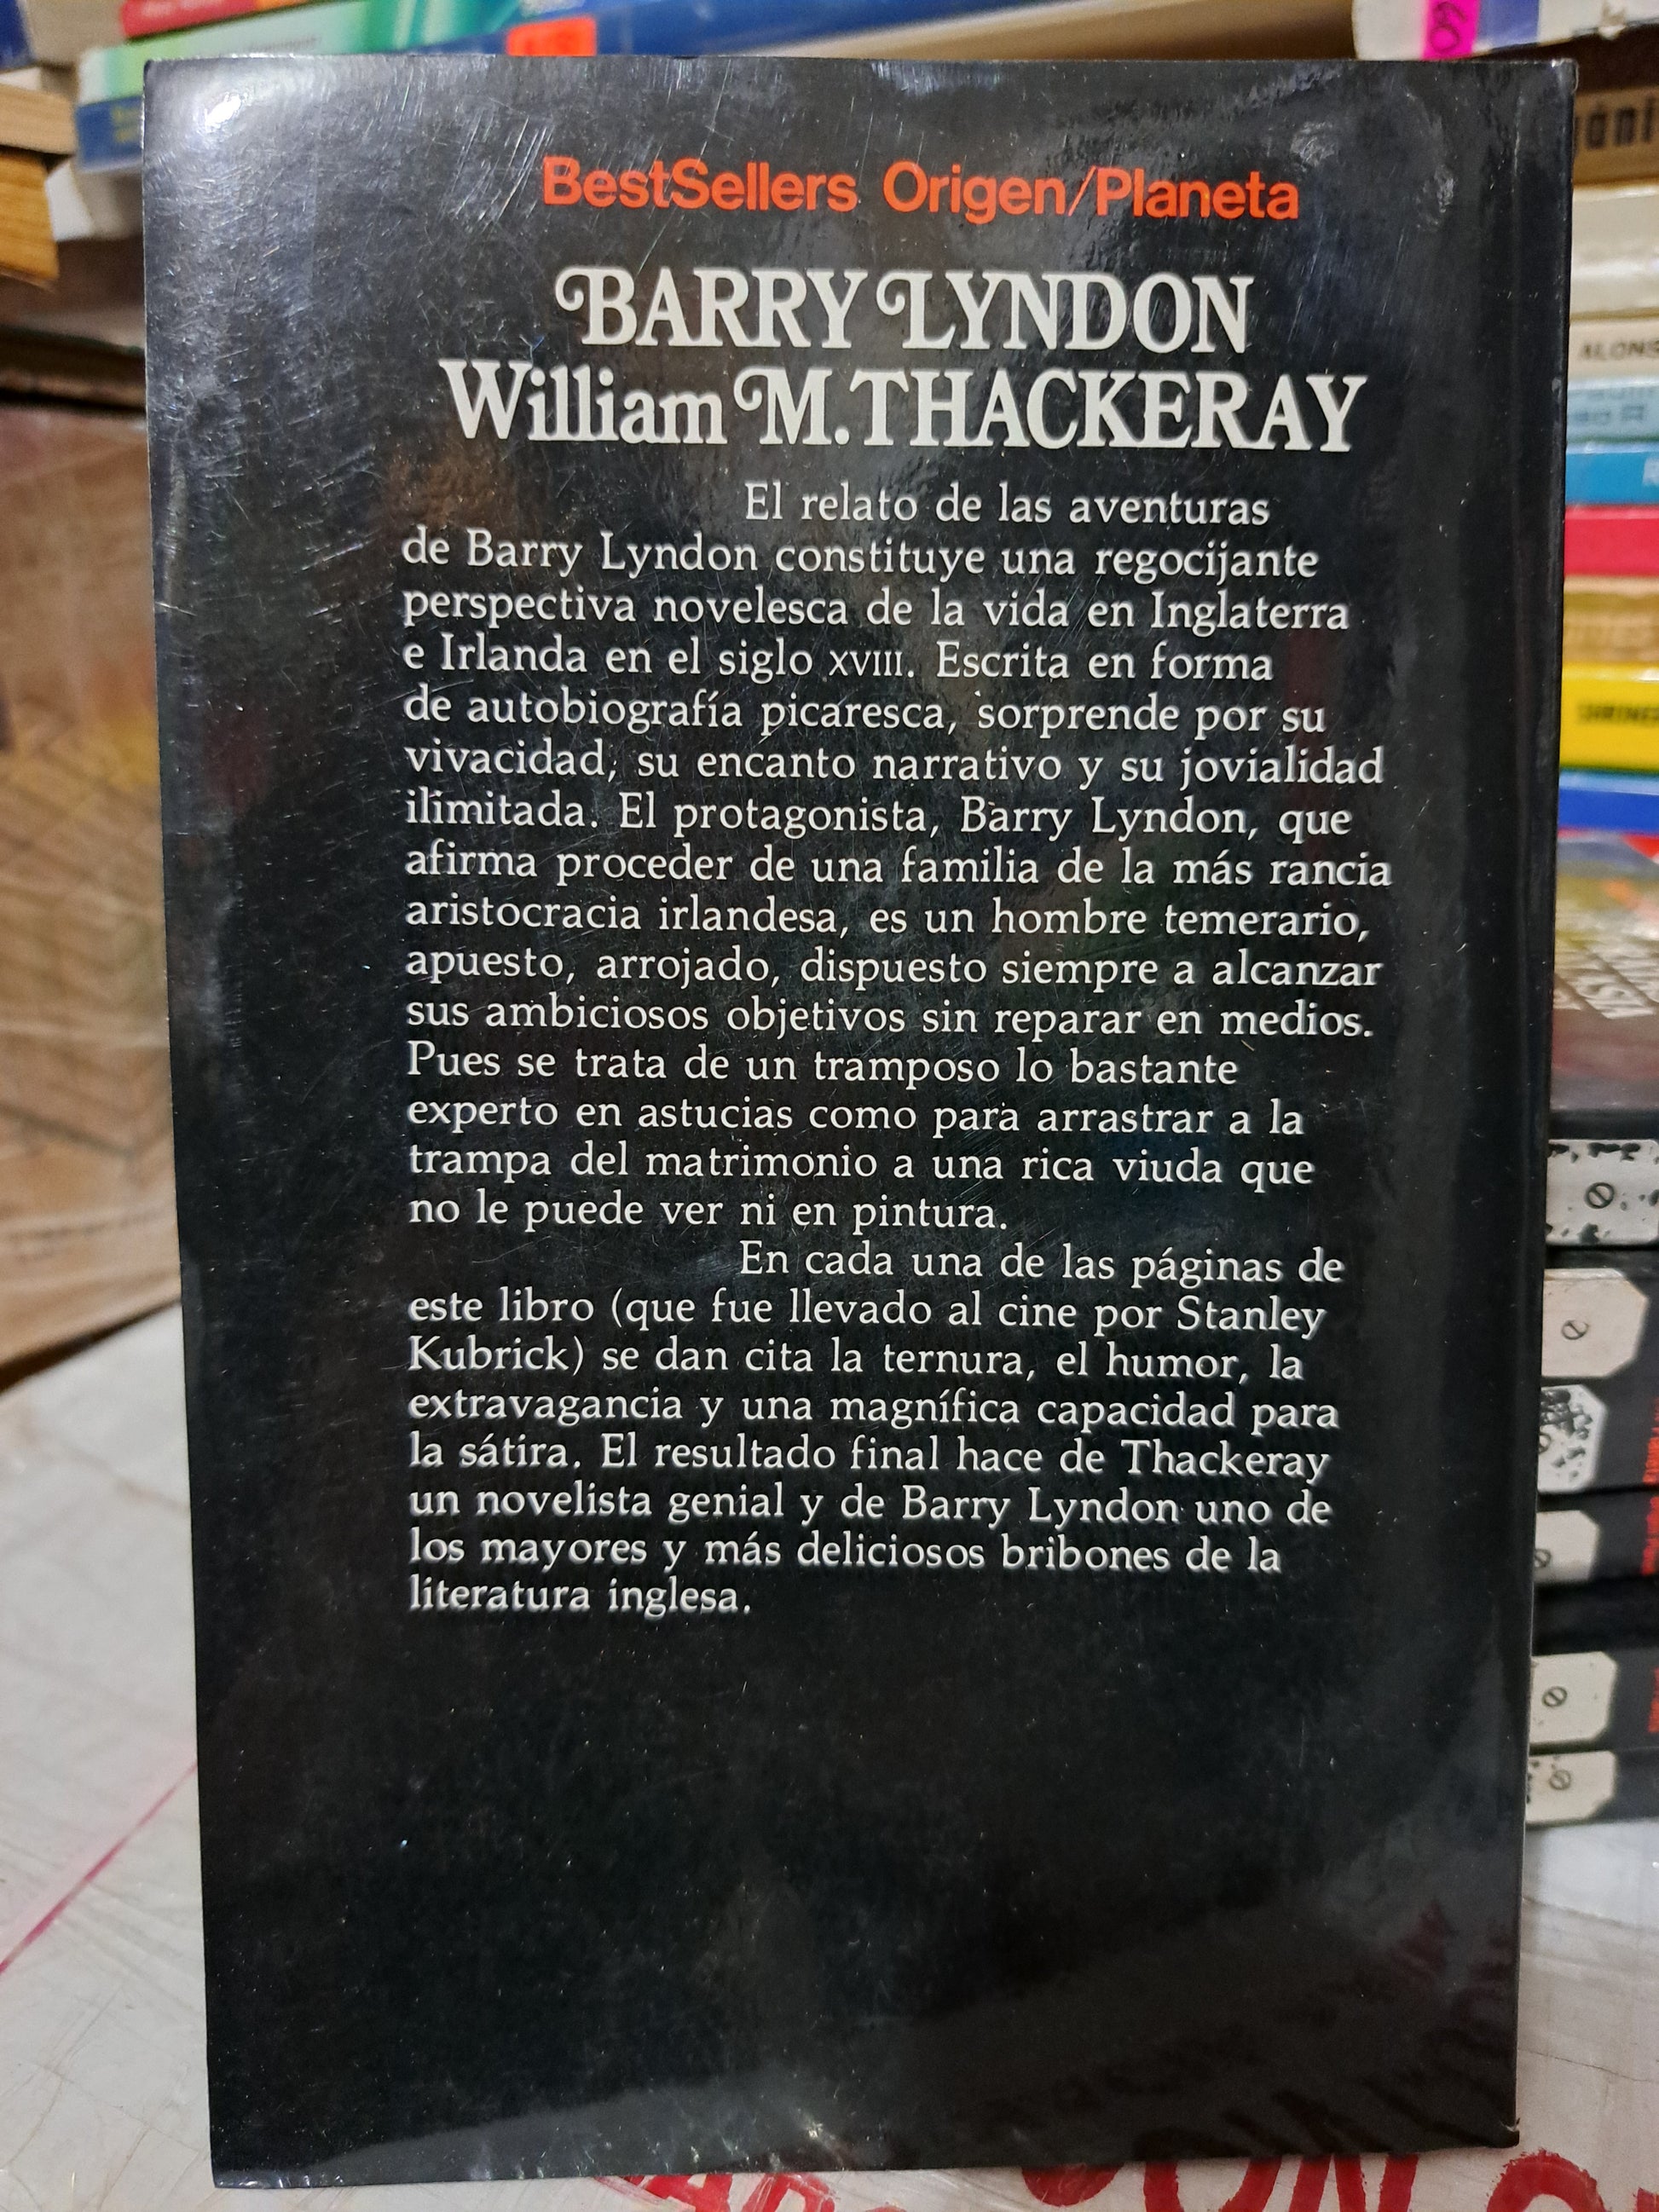 BestSellers Origen/Planeta
BARRY LYNDON
William M. THACKERAY
El relato de las aventuras
de Barry Lyndon constituye una regocijante
perspectiva novelesca de la vida en Inglaterra
e Irlanda en el siglo XVIII. Escrita en forma
de autobiografía picaresca, sorprende por su
vivacidad, su encanto narrativo y su jovialidad
ilimitada. El protagonista, Barry Lyndon, que
afirma proceder de una familia de la más rancia
aristocracia irlandesa, es un hombre temerario,
apuesto, arrojado, dispuesto siempre a alcanzar
sus ambiciosos objetivos sin reparar en medios.
Pues se trata de un tramposo lo bastante
experto en astucias como para arrastrar a la
trampa del matrimonio a una rica viuda que
no le puede ver ni en pintura.
En cada una de las páginas de
este libro (que fue llevado al cine por Stanley
Kubrick) se dan cita la ternura, el humor, la
extravagancia y una magnífica capacidad para
la sátira. El resultado final hace de Thackeray
un novelista genial y de Barry Lyndon uno de
los mayores y más deliciosos bribones de la
literatura inglesa.